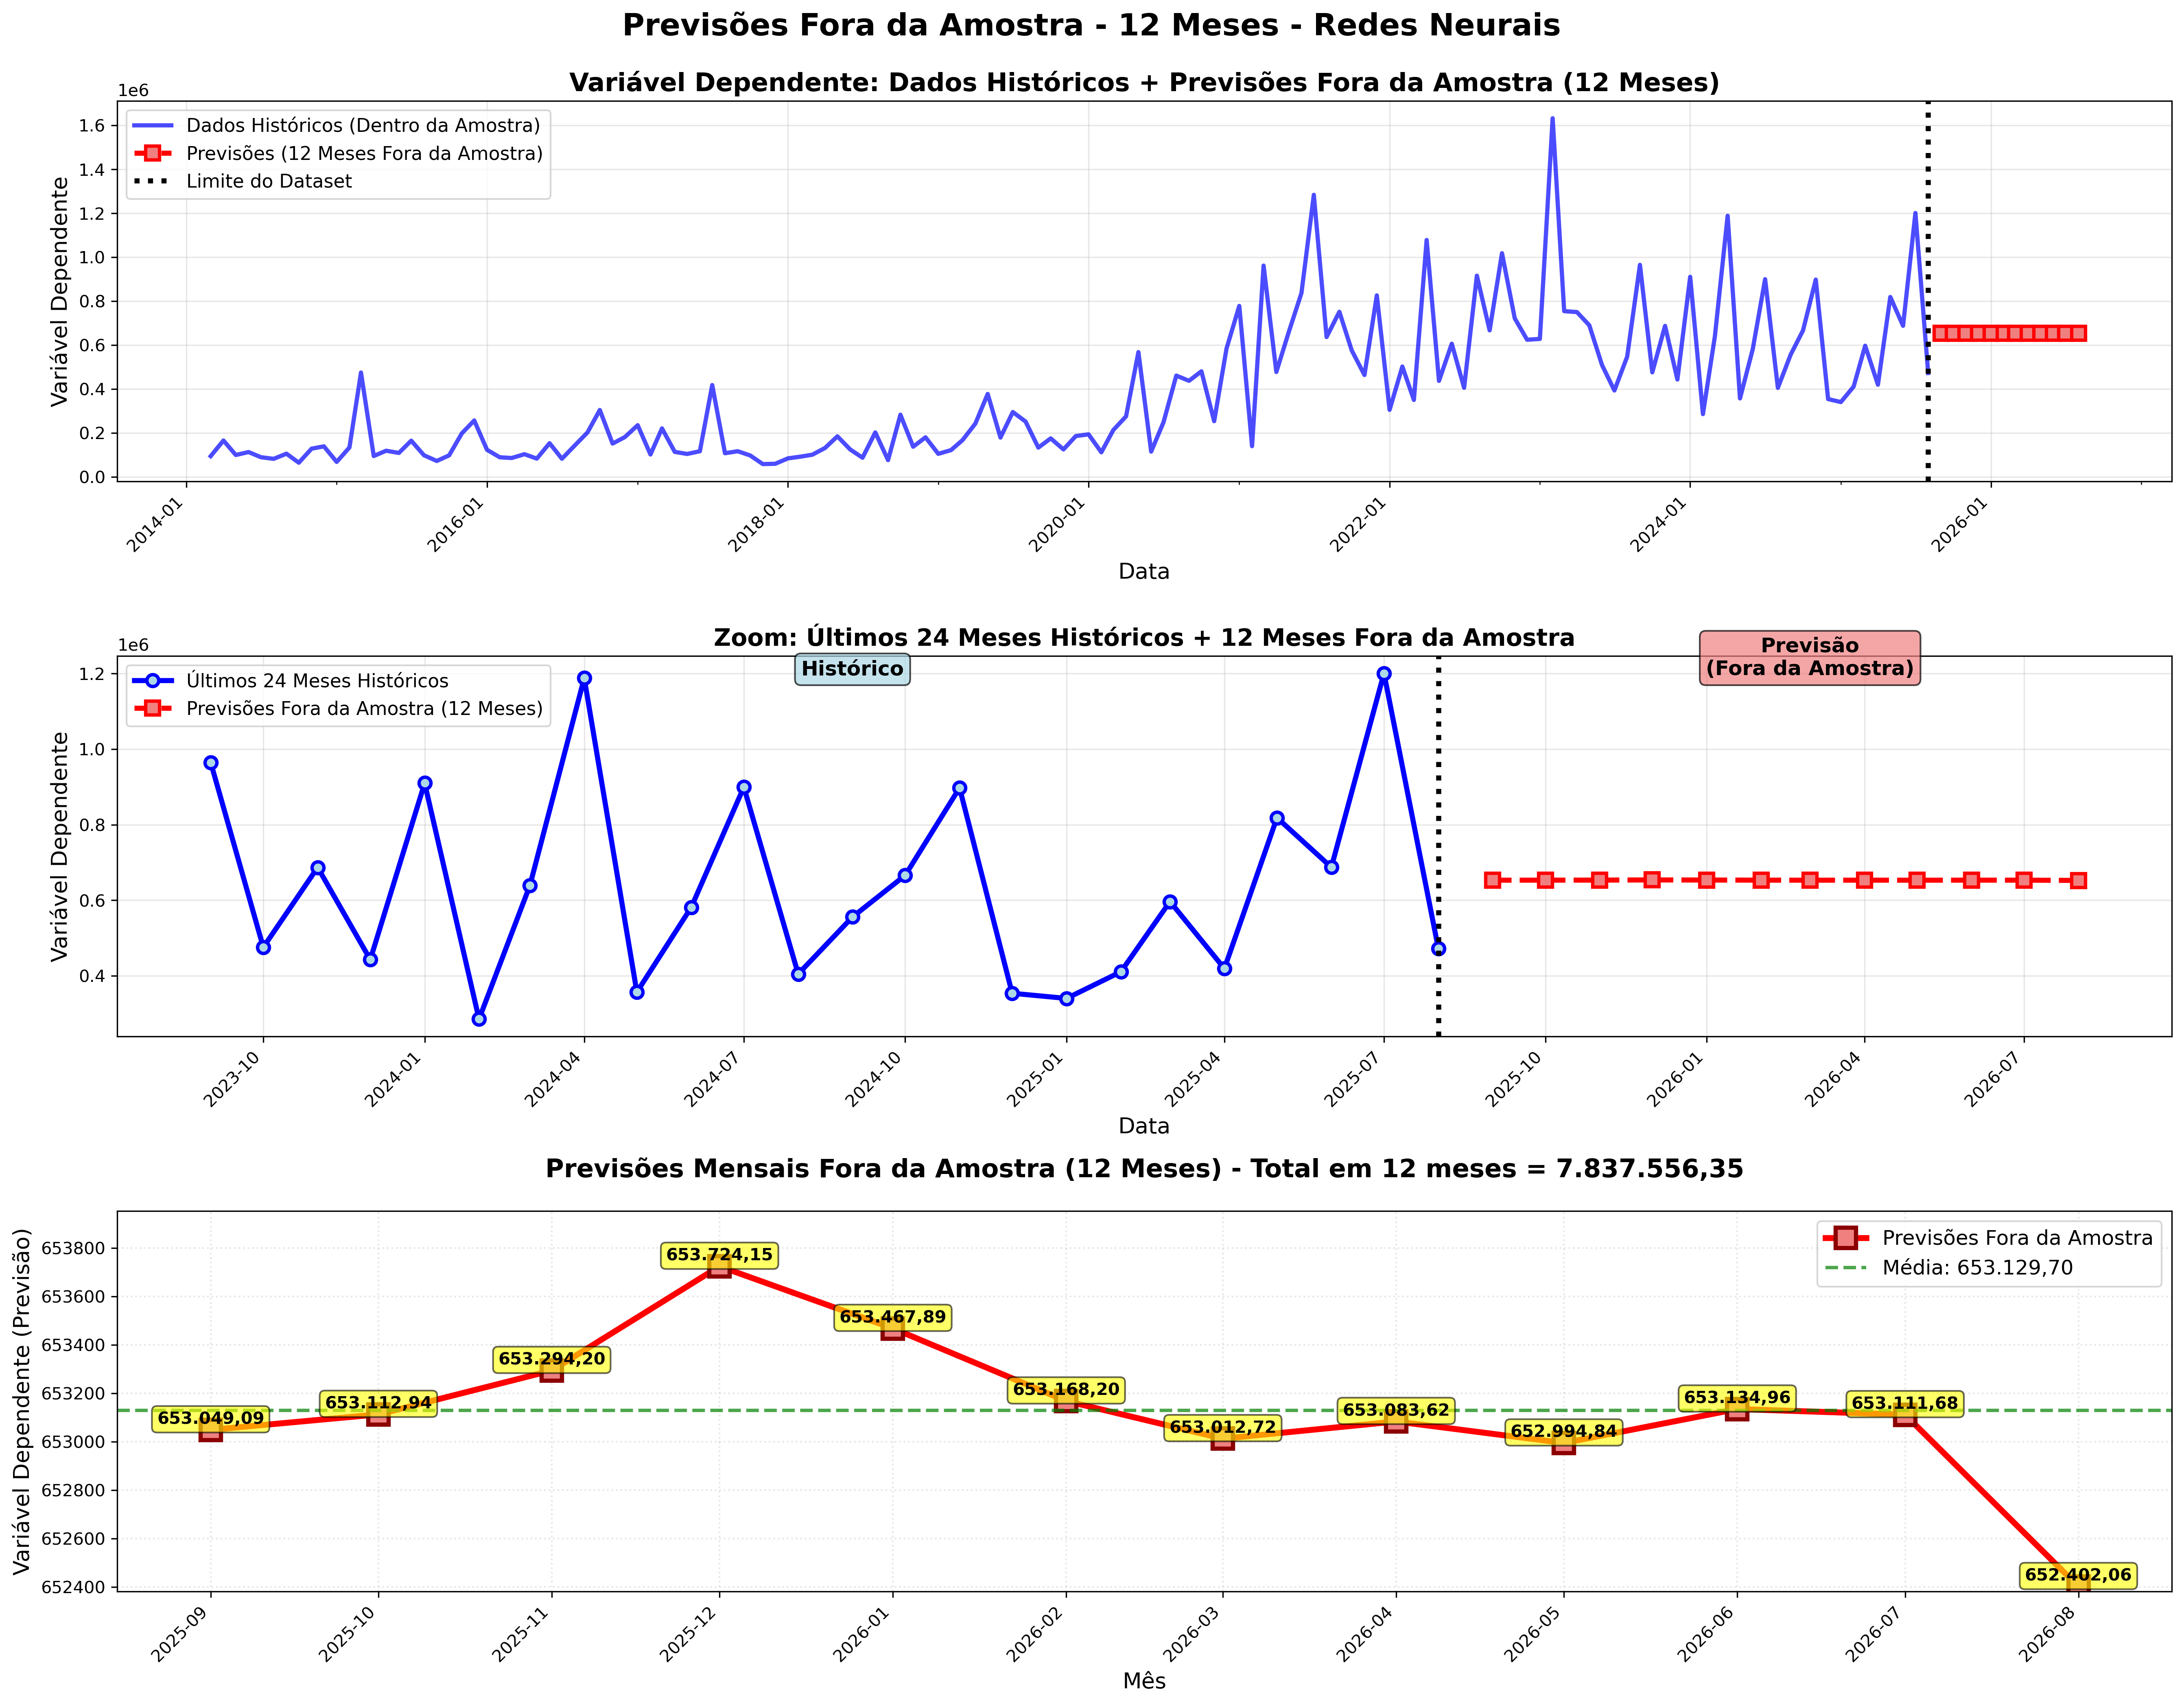 Previsões Fora da Amostra - 12 Meses - Redes Neurais
Variável Dependente: Dados Históricos + Previsões Fora da Amostra (12 Meses)
1e6
Dados Históricos (Dentro da Amostra)
Previsões (12 Meses Fora da Amostra)
Limite do Dataset
Variável Dependente
1.6
1.4
1.2
1.0
0.8
0.6
0.4
0.2
0.0
2014-01
2016-01
2018-01
2020-01
2022-01
2024-01
2026-01
Data
Zoom: Últimos 24 Meses Históricos + 12 Meses Fora da Amostra
1e6
Últimos 24 Meses Históricos
Previsões Fora da Amostra (12 Meses)
Histórico
Previsão
(Fora da Amostra)
Variável Dependente
1.2
1.0
0.8
0.6
0.4
2023-10
2024-01
2024-04
2024-07
2024-10
2025-01
2025-04
2025-07
2025-10
2026-01
2026-04
2026-07
Data
Previsões Mensais Fora da Amostra (12 Meses) - Total em 12 meses = 7.837.556,35
Previsões Fora da Amostra
Média: 653.129,70
Variável Dependente (Previsão)
653800
653600
653400
653200
653000
652800
652600
652400
653.049,09
653.112,94
653.294,20
653.724,15
653.467,89
653.168,20
653.012,72
653.083,62
652.994,84
653.134,96
653.111,68
652.402,06
2025-09
2025-10
2025-11
2025-12
2026-01
2026-02
2026-03
2026-04
2026-05
2026-06
2026-07
2026-08
Mês